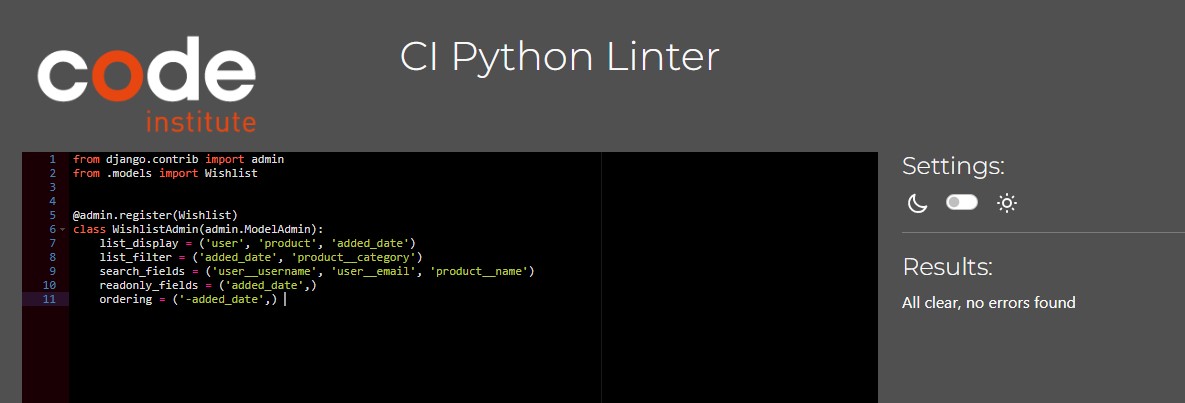 code
institute
CI Python Linter
1 from django.contrib import admin
2 from .models import Wishlist
3
4
5 @admin.register(Wishlist)
6 class WishlistAdmin(admin.ModelAdmin):
7     list_display = ('user', 'product', 'added_date')
8     list_filter = ('added_date', 'product__category')
9     search_fields = ('user__username', 'user__email', 'product__name')
10     readonly_fields = ('added_date',)
11     ordering = ('-added_date',)
Settings:
Results:
All clear, no errors found